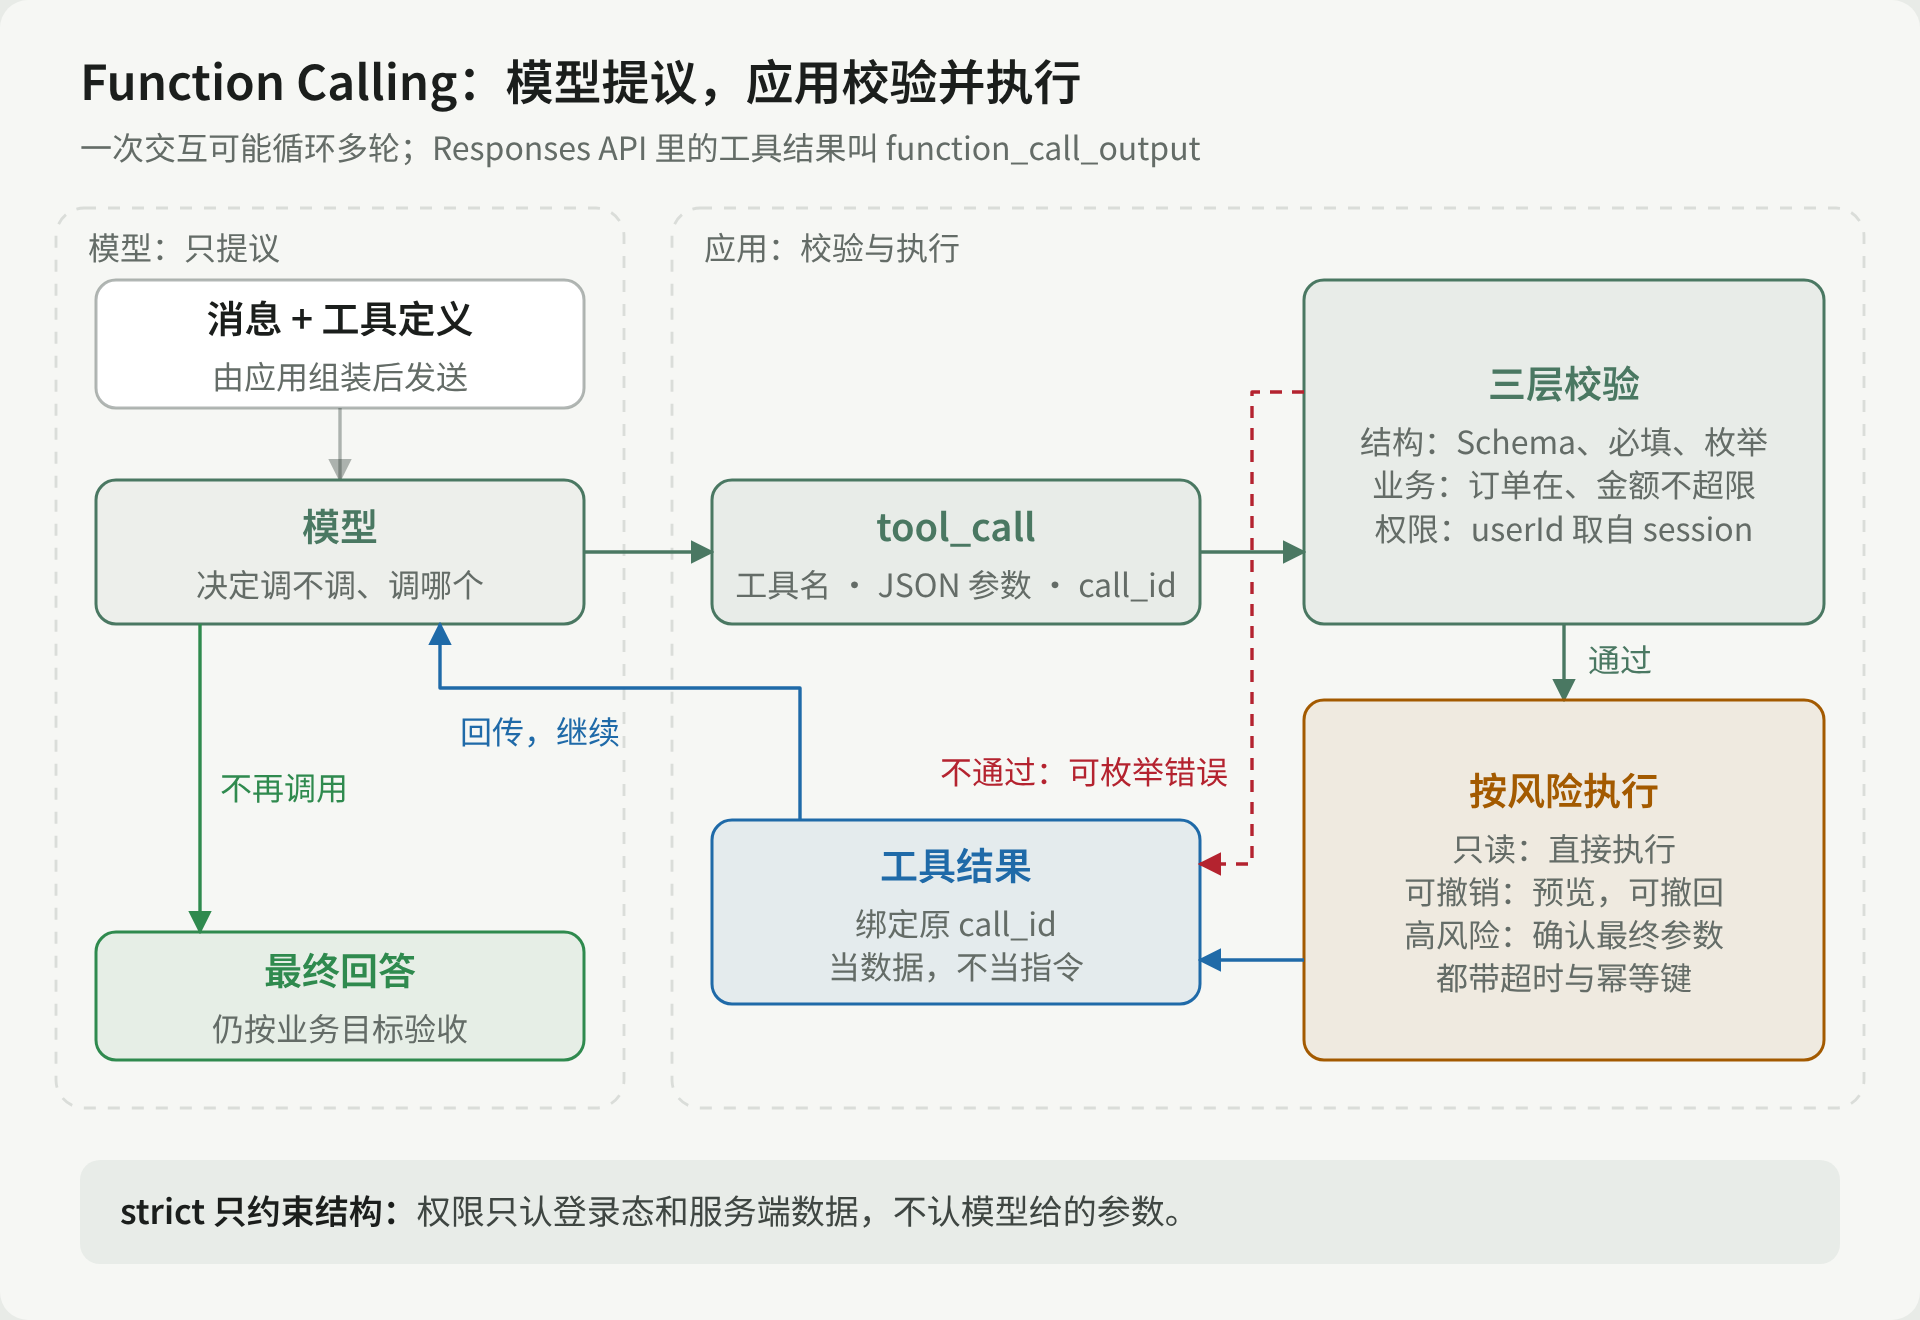 Function Calling：模型提议，应用校验并执行
一次交互可能循环多轮；Responses API 里的工具结果叫 function_call_output
模型：只提议
消息 + 工具定义
由应用组装后发送
模型
决定调不调、调哪个
不再调用
回传，继续
最终回答
仍按业务目标验收
应用：校验与执行
tool_call
工具名 · JSON 参数 · call_id
三层校验
结构：Schema、必填、枚举
业务：订单在、金额不超限
权限：userId 取自 session
通过
不通过：可枚举错误
工具结果
绑定原 call_id
当数据，不当指令
按风险执行
只读：直接执行
可撤销：预览，可撤回
高风险：确认最终参数
都带超时与幂等键
strict 只约束结构：权限只认登录态和服务端数据，不认模型给的参数。